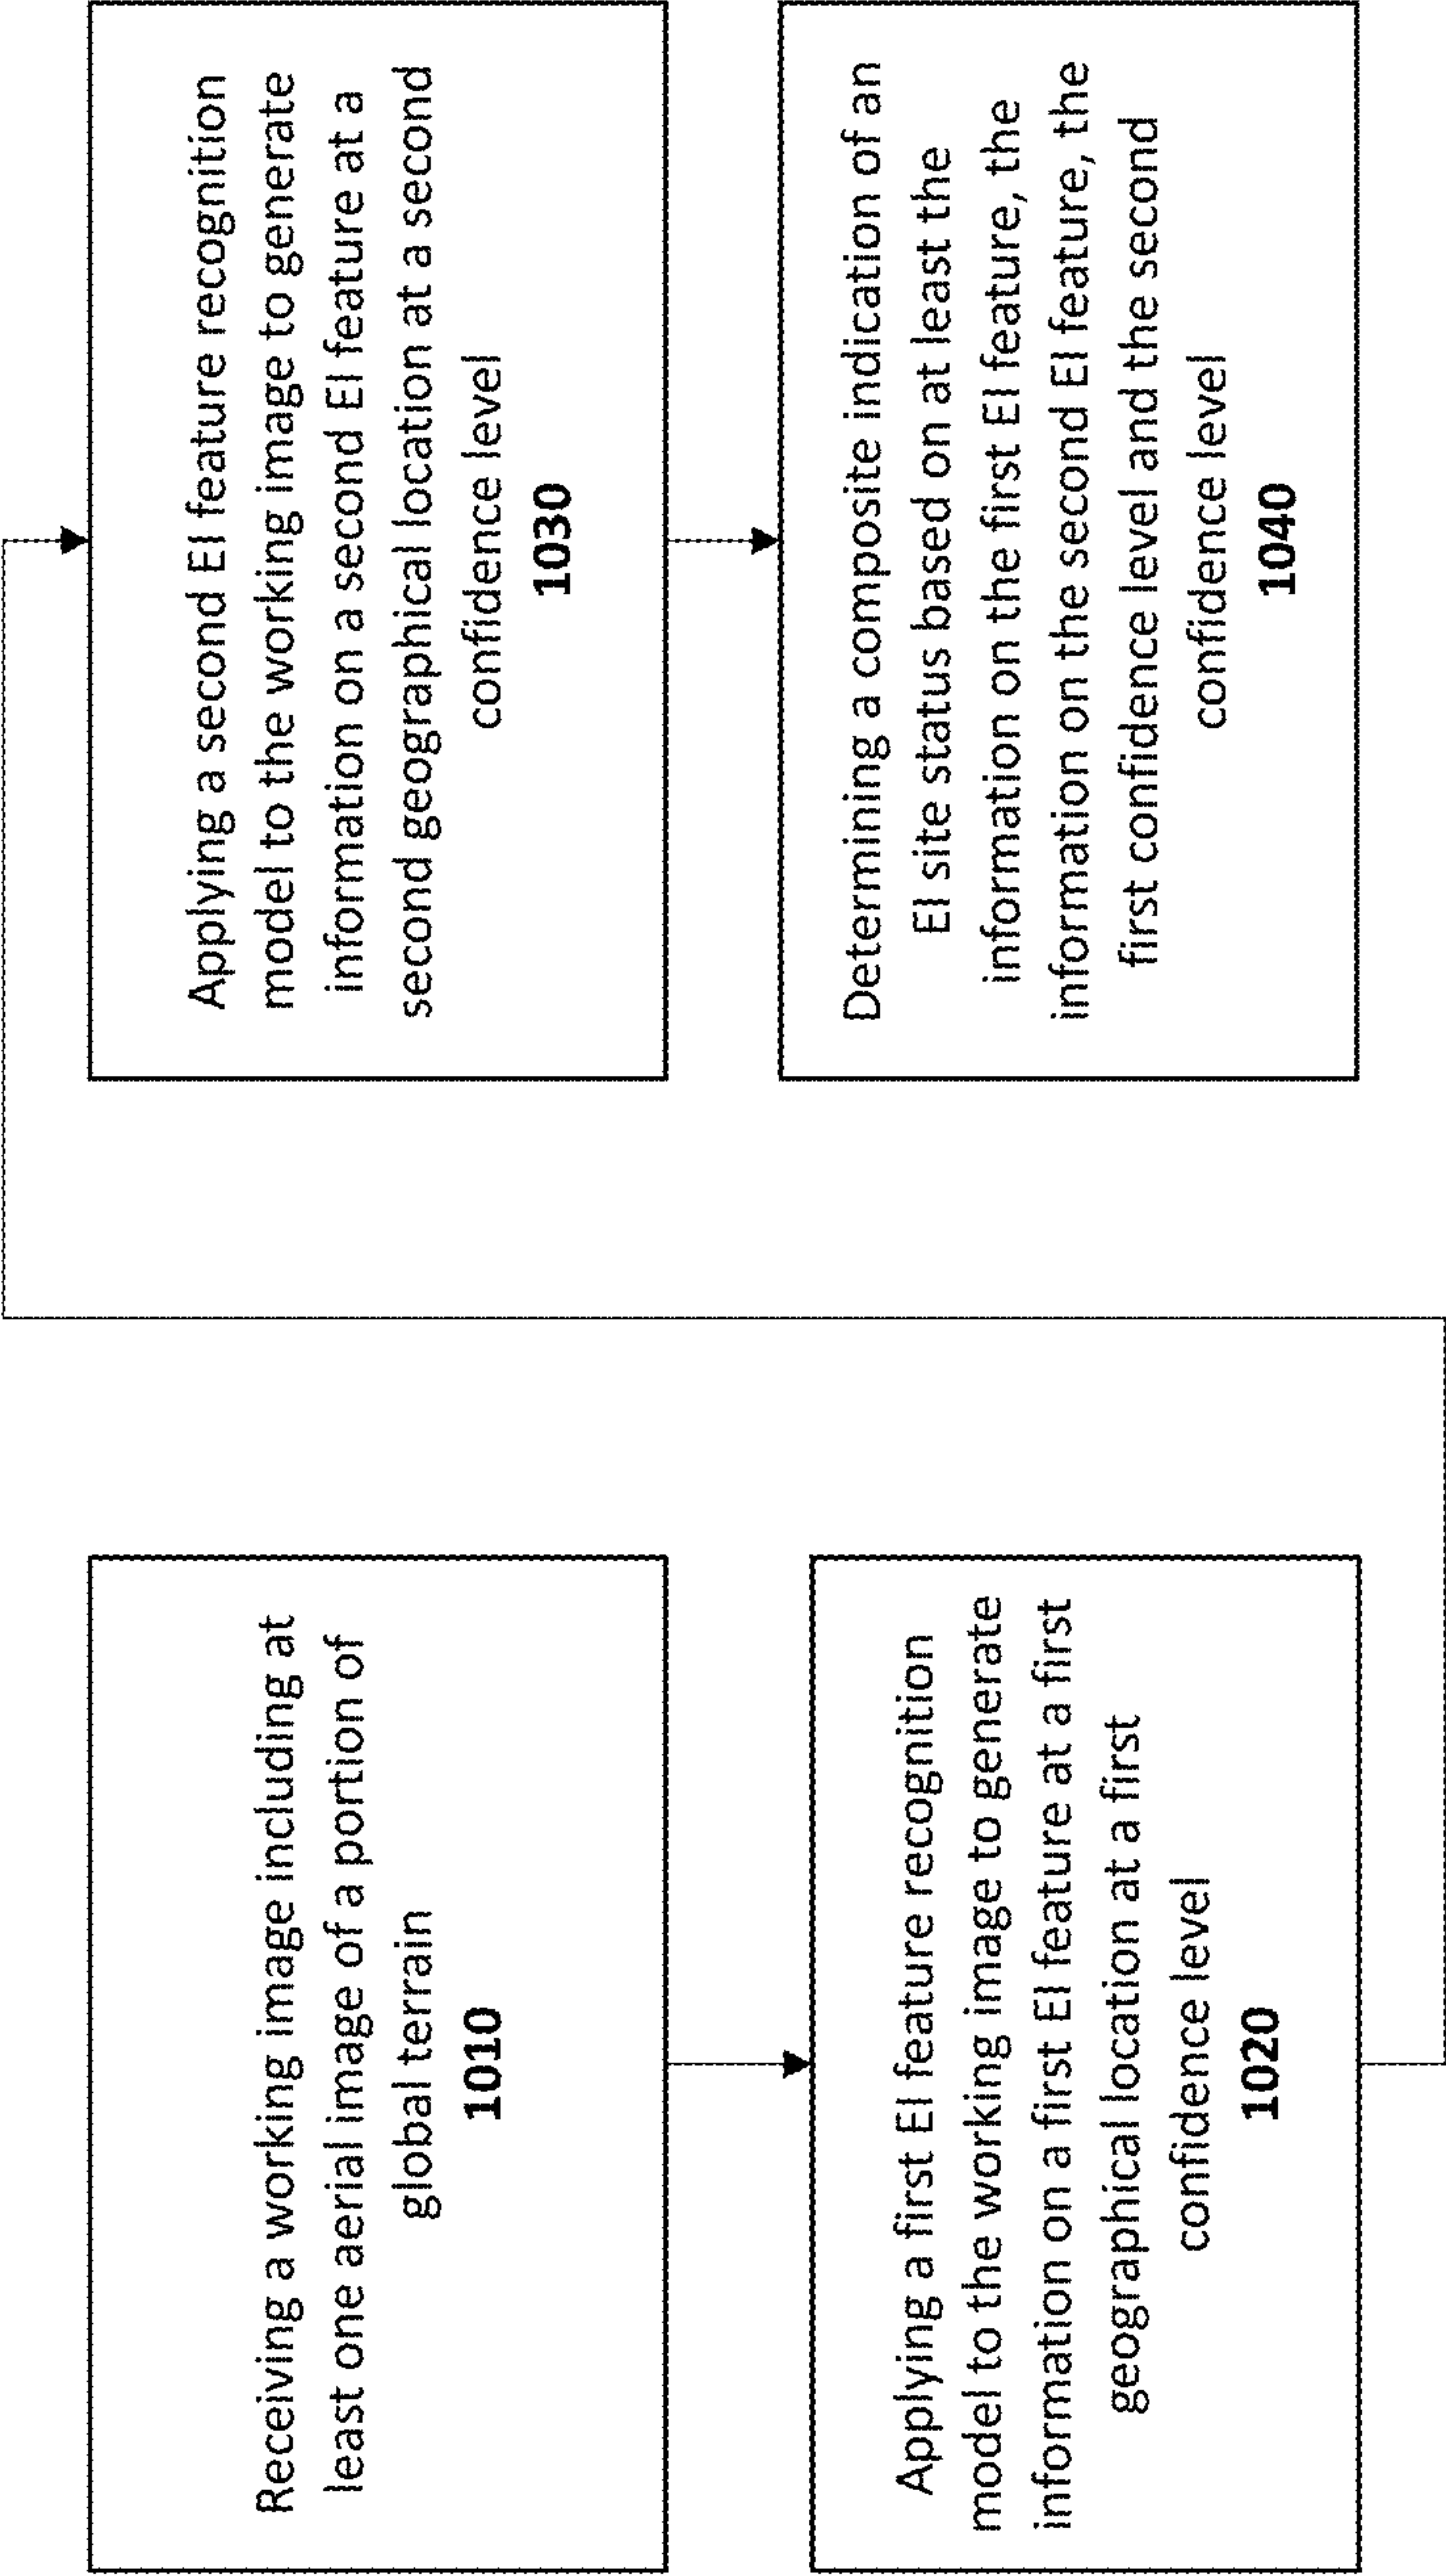 Receiving a working image including at
least one aerial image of a portion of
global terrain
1010
Applying a first EI feature recognition
model to the working image to generate
information on a first EI feature at a first
geographical location at a first
confidence level
1020
Applying a second EI feature recognition
model to the working image to generate
information on a second EI feature at a
second geographical location at a second
confidence level
1030
Determining a composite indication of an
EI site status based on at least the
information on the first EI feature, the
information on the second EI feature, the
first confidence level and the second
confidence level
1040